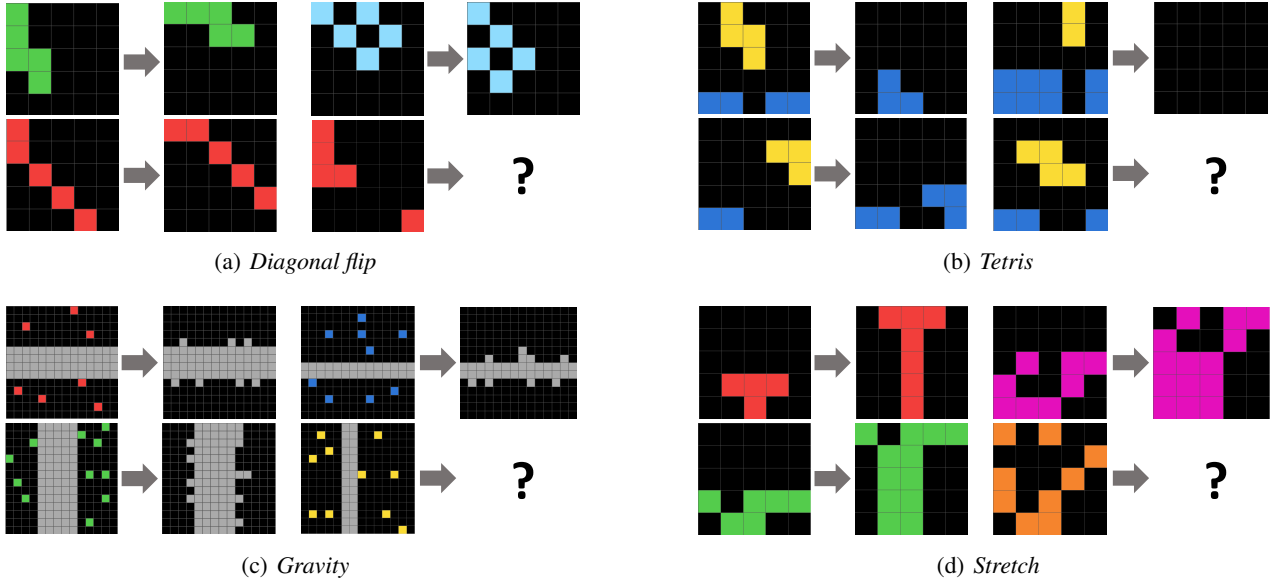 ?
?
(a) Diagonal flip
(b) Tetris
?
?
(c) Gravity
(d) Stretch